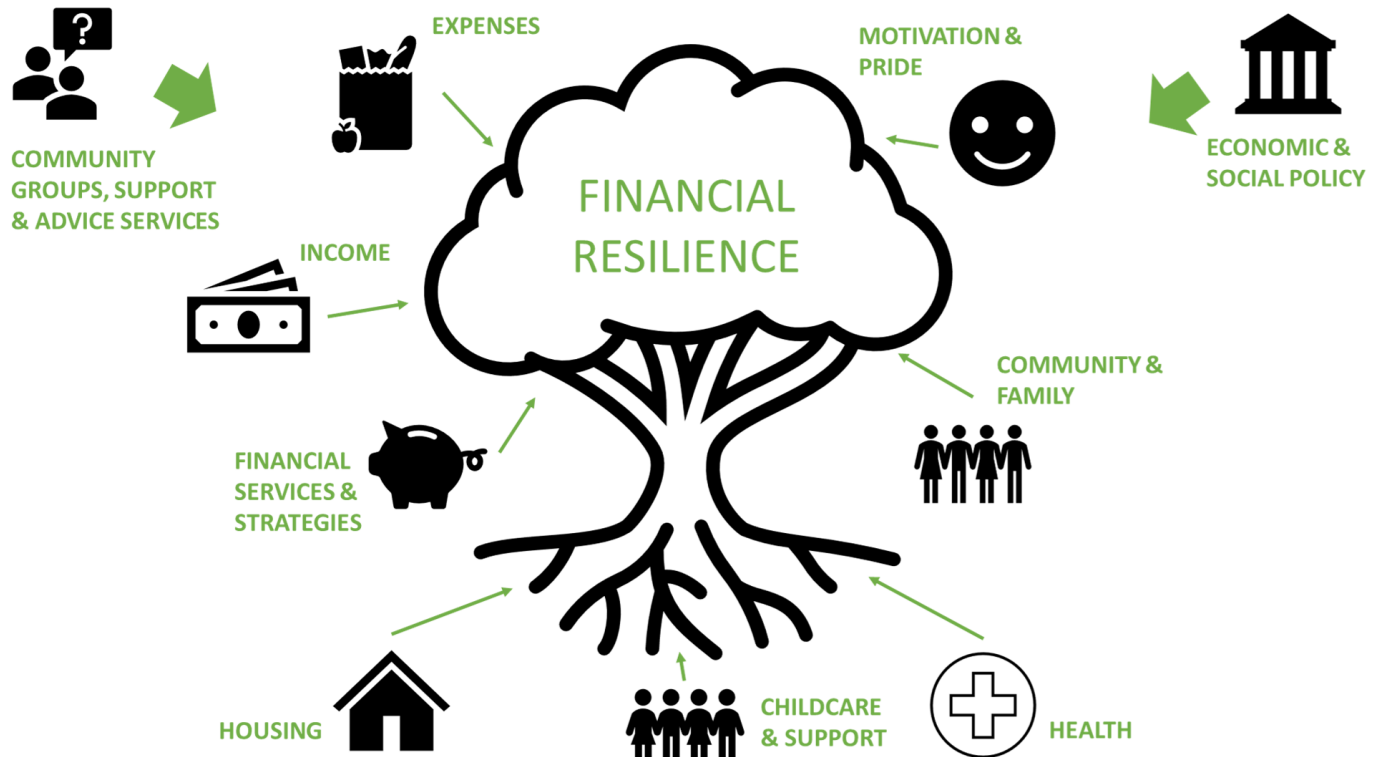 EXPENSES
MOTIVATION &
PRIDE
?
COMMUNITY
GROUPS, SUPPORT
& ADVICE SERVICES
ECONOMIC &
SOCIAL POLICY
FINANCIAL
RESILIENCE
INCOME
COMMUNITY &
FAMILY
FINANCIAL
SERVICES &
STRATEGIES
HOUSING
CHILDCARE
& SUPPORT
HEALTH